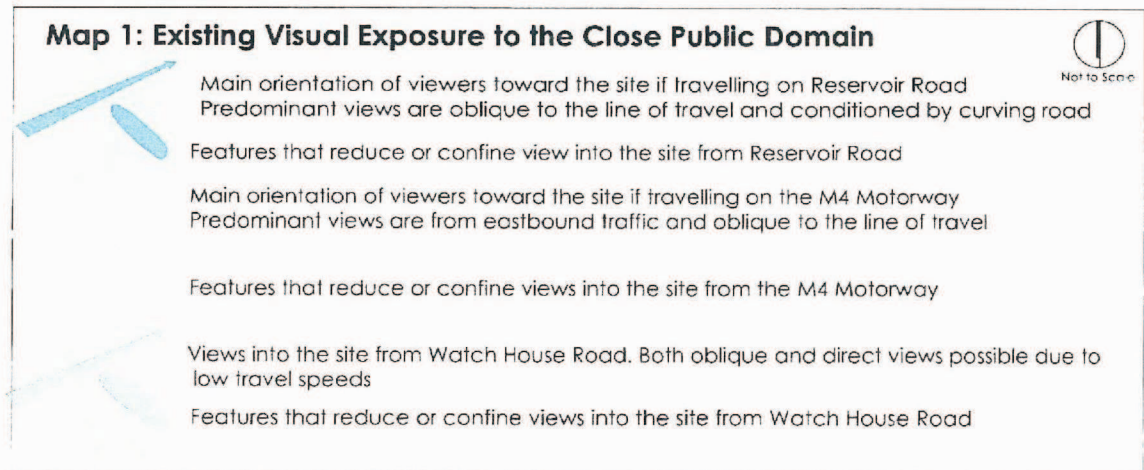 Map 1: Existing Visual Exposure to the Close Public Domain
Not to Scale
Main orientation of viewers toward the site if travelling on Reservoir Road
Predominant views are oblique to the line of travel and conditioned by curving road
Features that reduce or confine view into the site from Reservoir Road
Main orientation of viewers toward the site if travelling on the M4 Motorway
Predominant views are from eastbound traffic and oblique to the line of travel
Features that reduce or confine views into the site from the M4 Motorway
Views into the site from Watch House Road. Both oblique and direct views possible due to
low travel speeds
Features that reduce or confine views into the site from Watch House Road